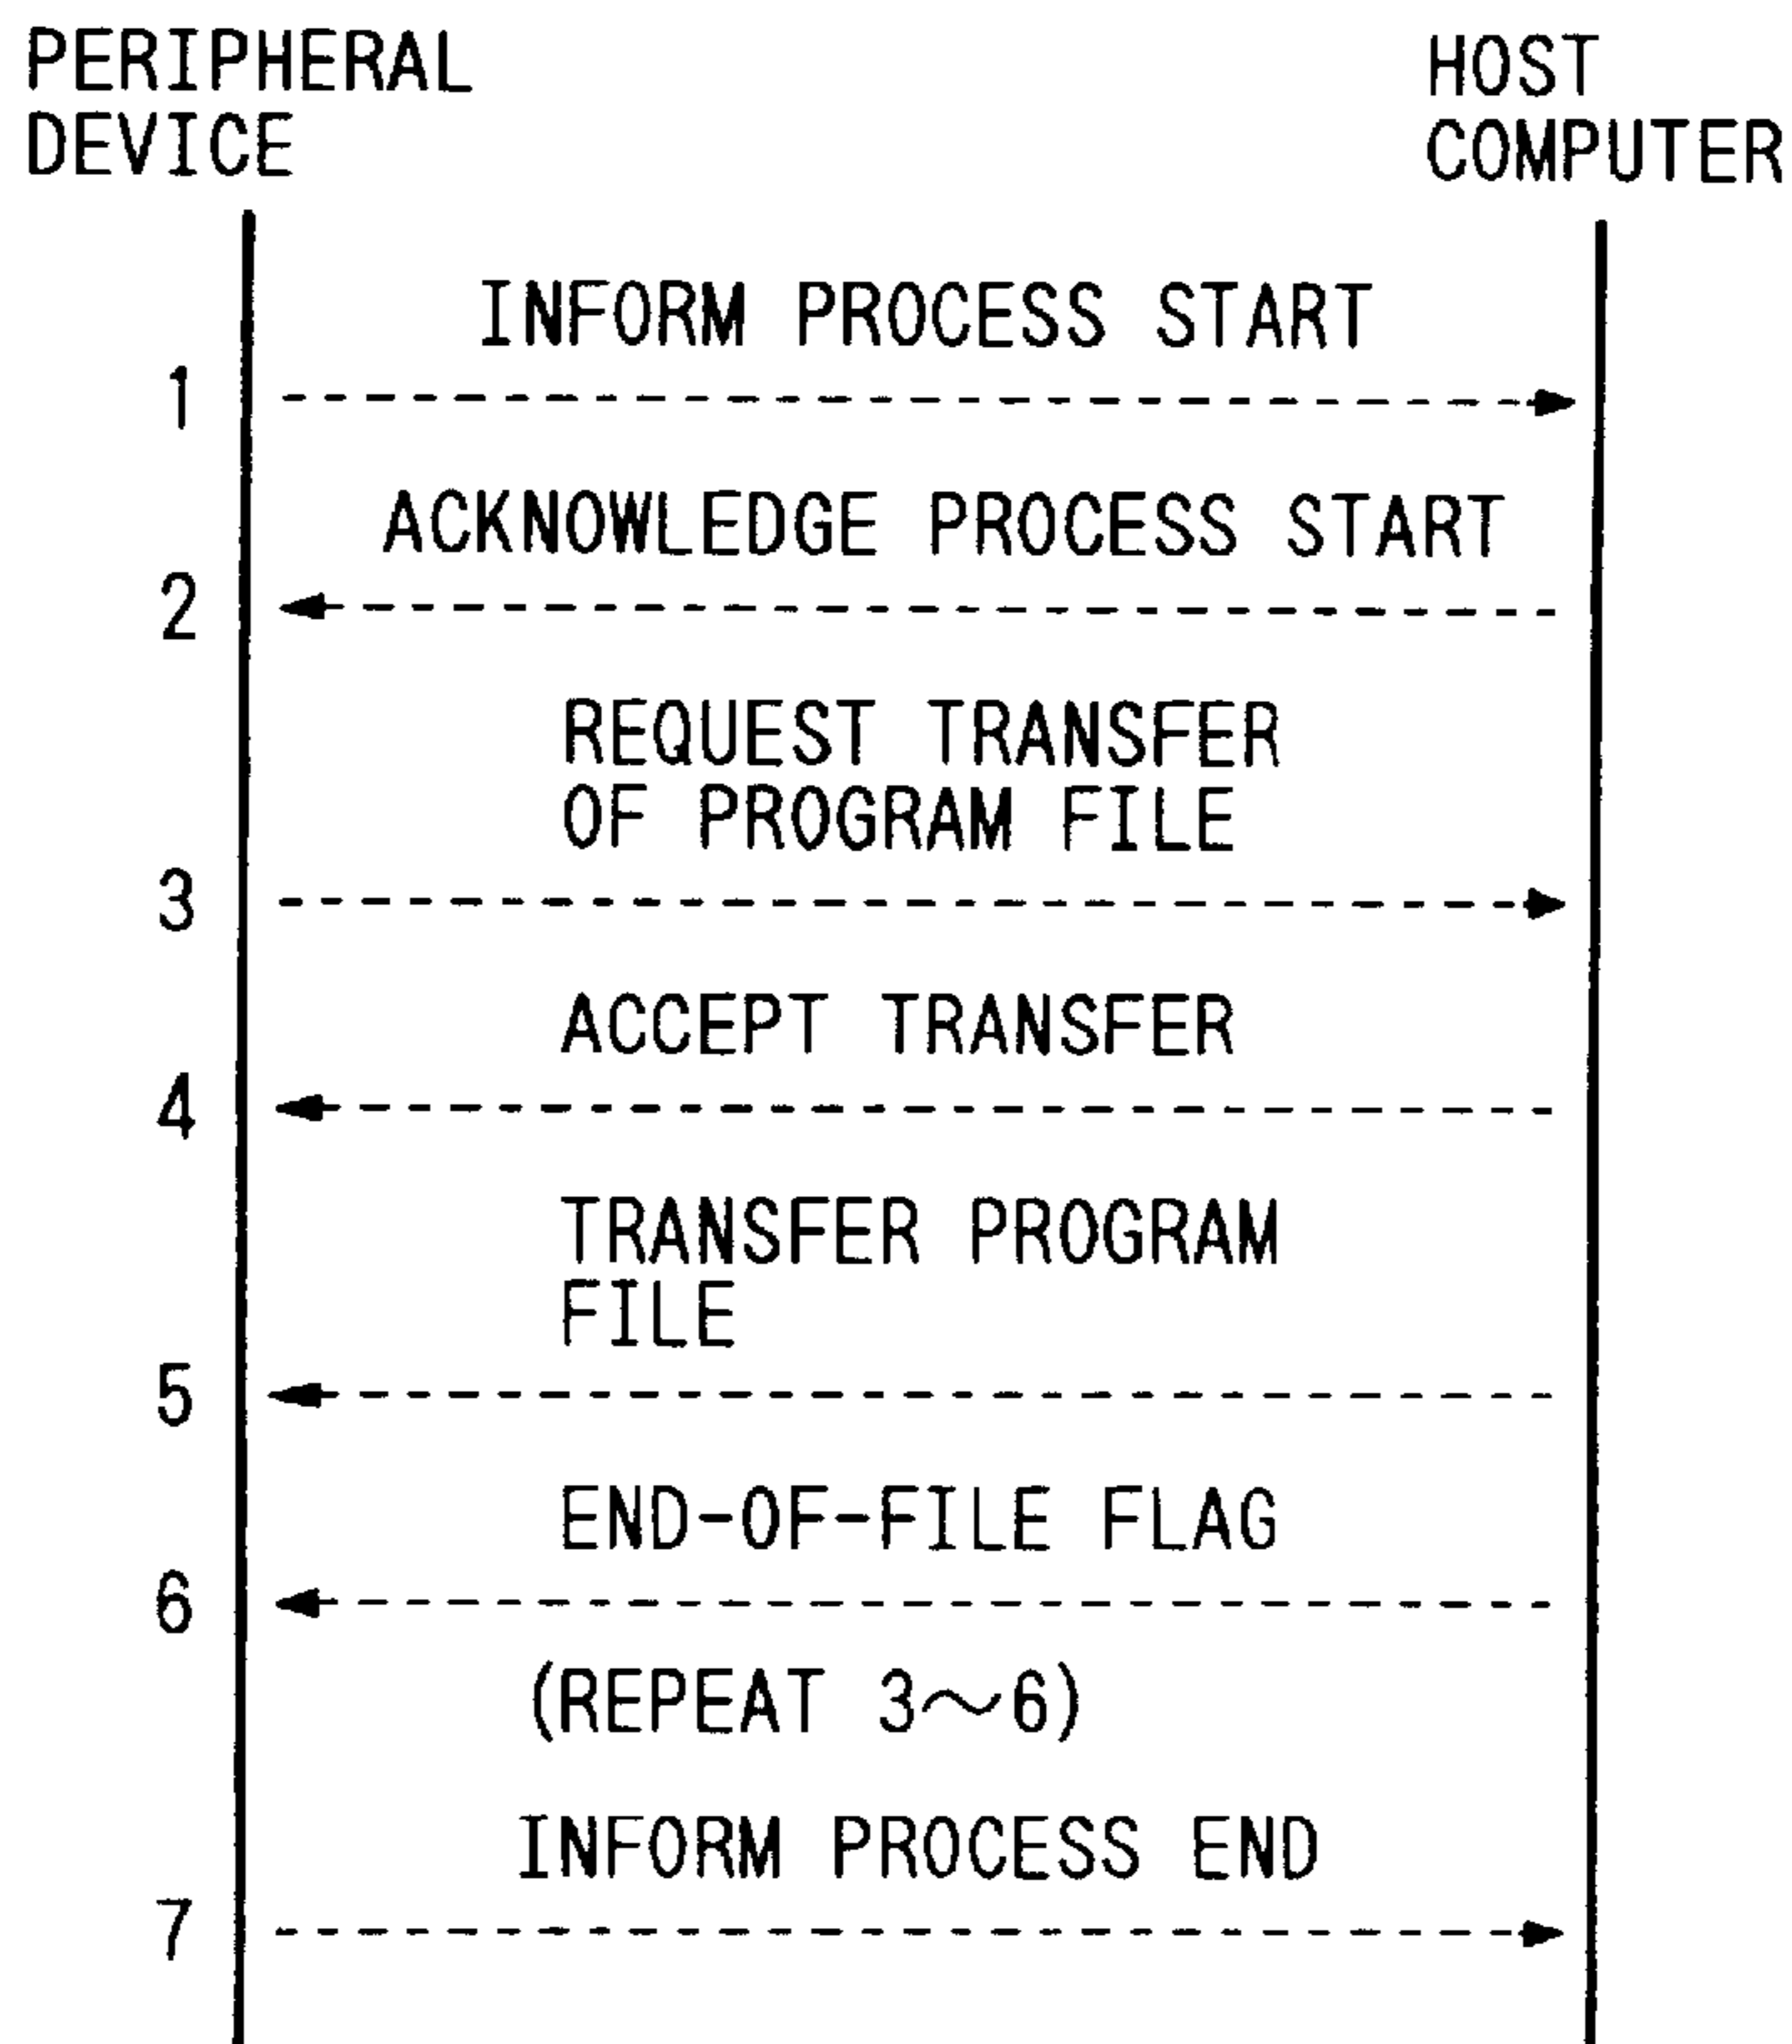 PERIPHERAL
DEVICE
HOST
COMPUTER
INFORM PROCESS START
1
ACKNOWLEDGE PROCESS START
2
REQUEST TRANSFER
OF PROGRAM FILE
3
ACCEPT TRANSFER
4
TRANSFER PROGRAM
FILE
5
END-OF-FILE FLAG
6
(REPEAT 3～6)
INFORM PROCESS END
7